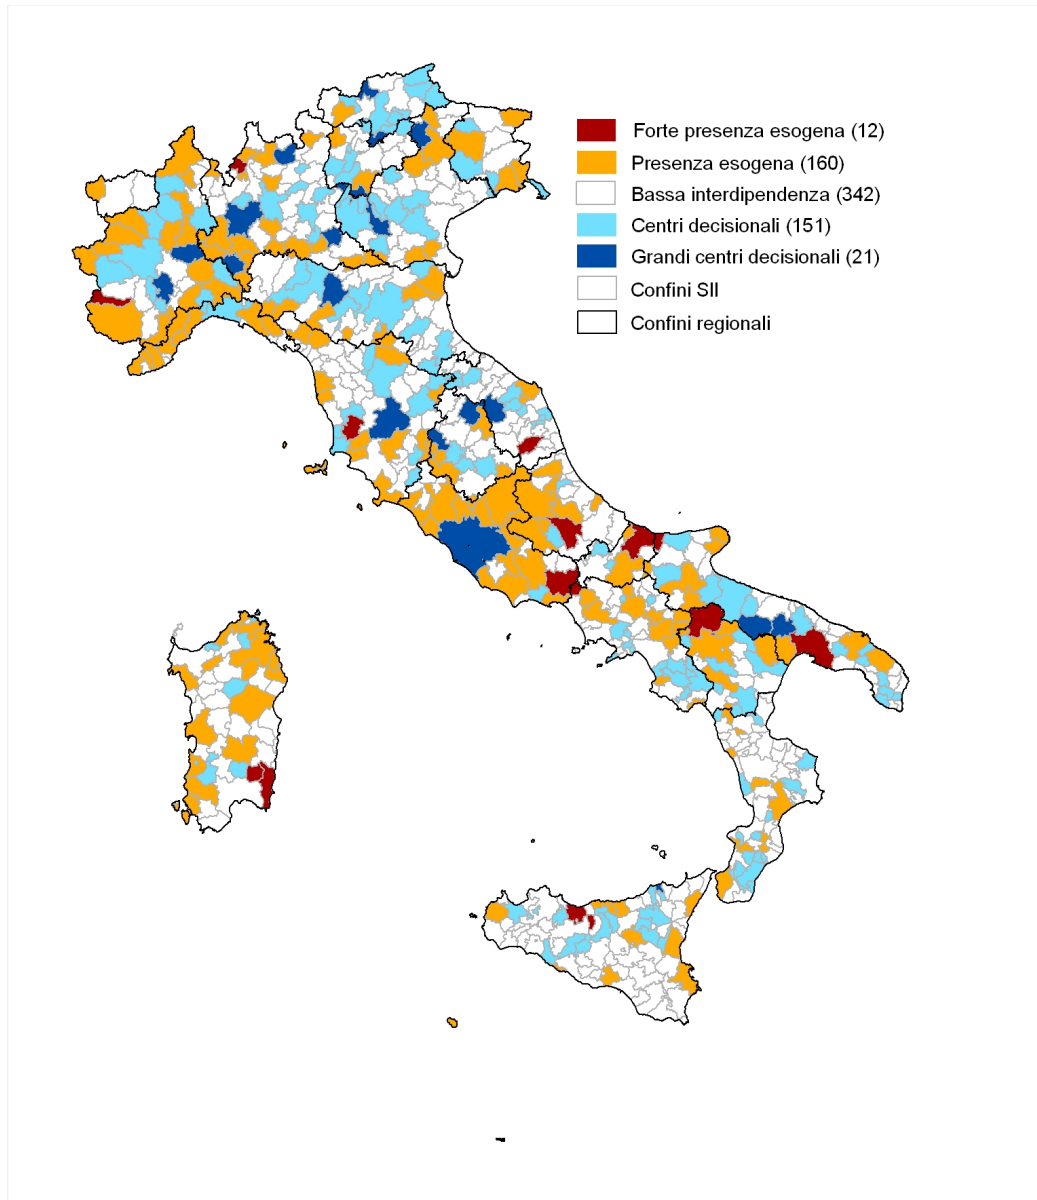 Forte presenza esogena (12)
Presenza esogena (160)
Bassa interdipendenza (342)
Centri decisionali (151)
Grandi centri decisionali (21)
Confini SII
Confini regionali